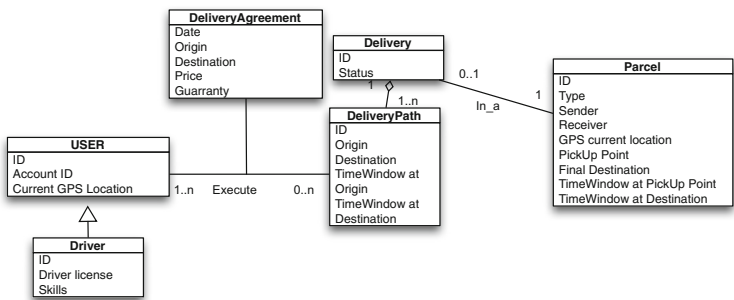 DeliveryAgreement
Date
Origin
Destination
Price
Guarranty
Delivery
ID
Status
1
0..1
In_a
1
1..n
Parcel
ID
Type
Sender
Receiver
GPS current location
PickUp Point
Final Destination
TimeWindow at PickUp Point
TimeWindow at Destination
DeliveryPath
ID
Origin
Destination
TimeWindow at
Origin
TimeWindow at
Destination
USER
ID
Account ID
Current GPS Location
1..n
Execute
0..n
Driver
ID
Driver license
Skills